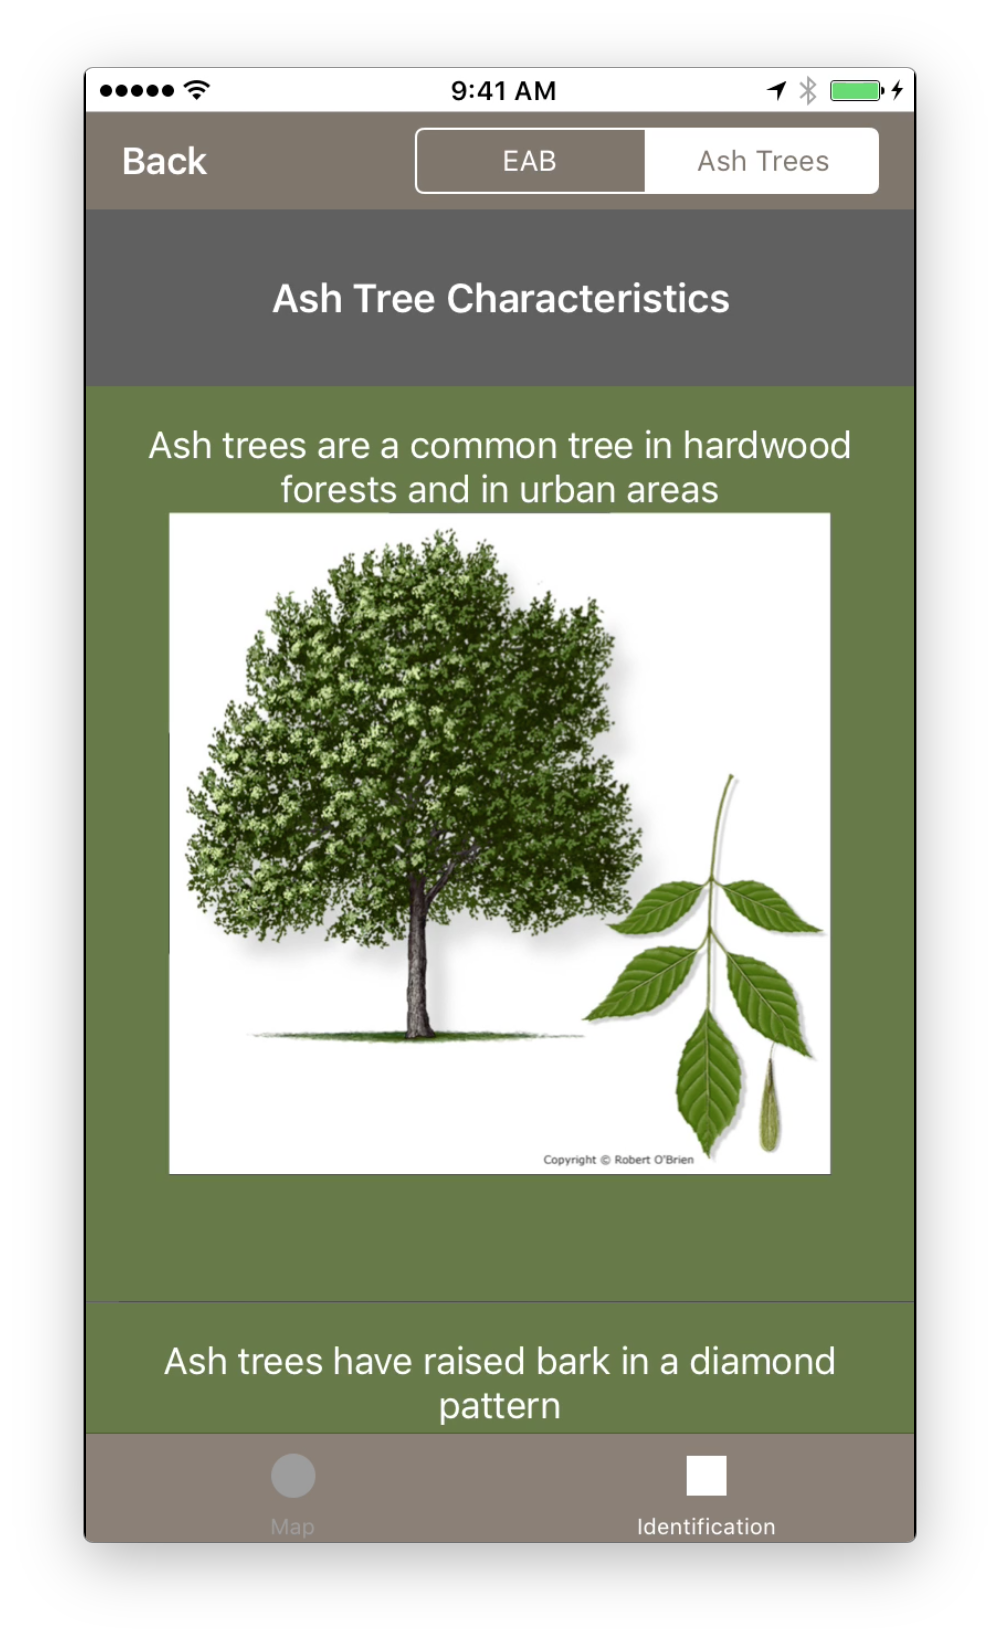 9:41 AM
Back
EAB
Ash Trees
Ash Tree Characteristics
Ash trees are a common tree in hardwood
forests and in urban areas
Copyright © Robert O'Brien
Ash trees have raised bark in a diamond
pattern
Map
Identification